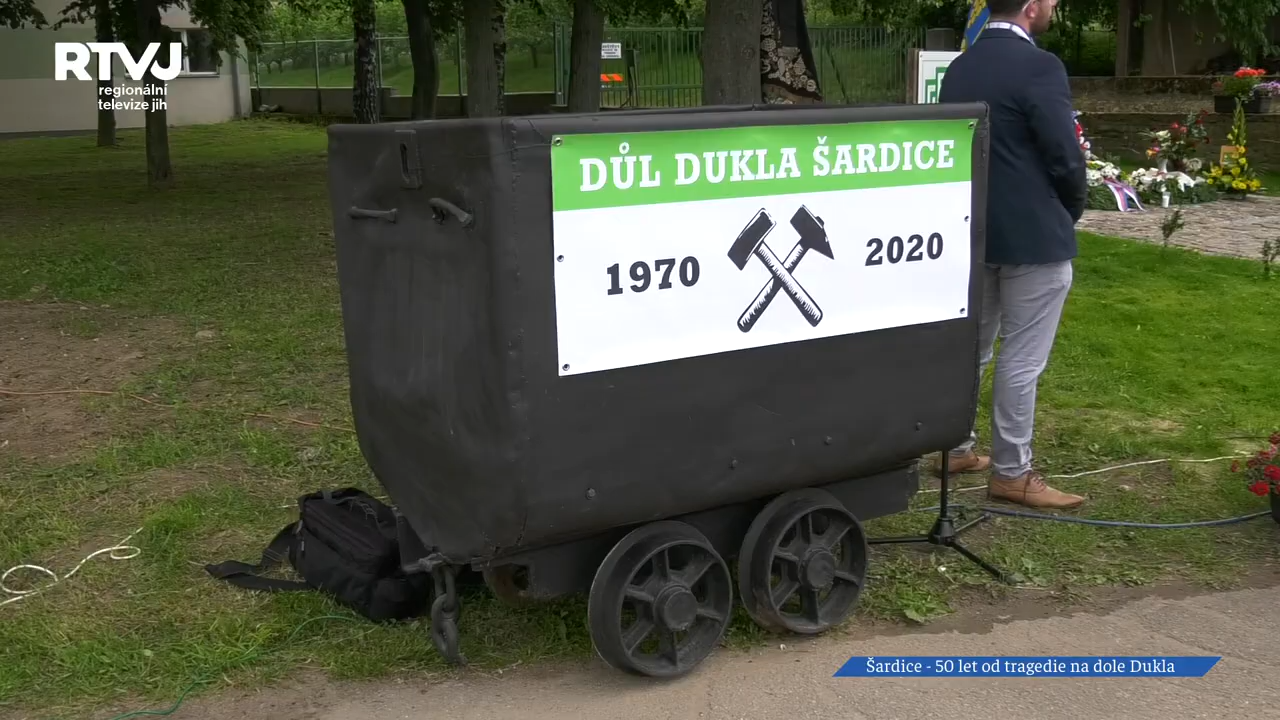 RTVJ
regionální
televize jih
DŮL DUKLA ŠARDICE
1970
2020
Šardice - 50 let od tragedie na dole Dukla